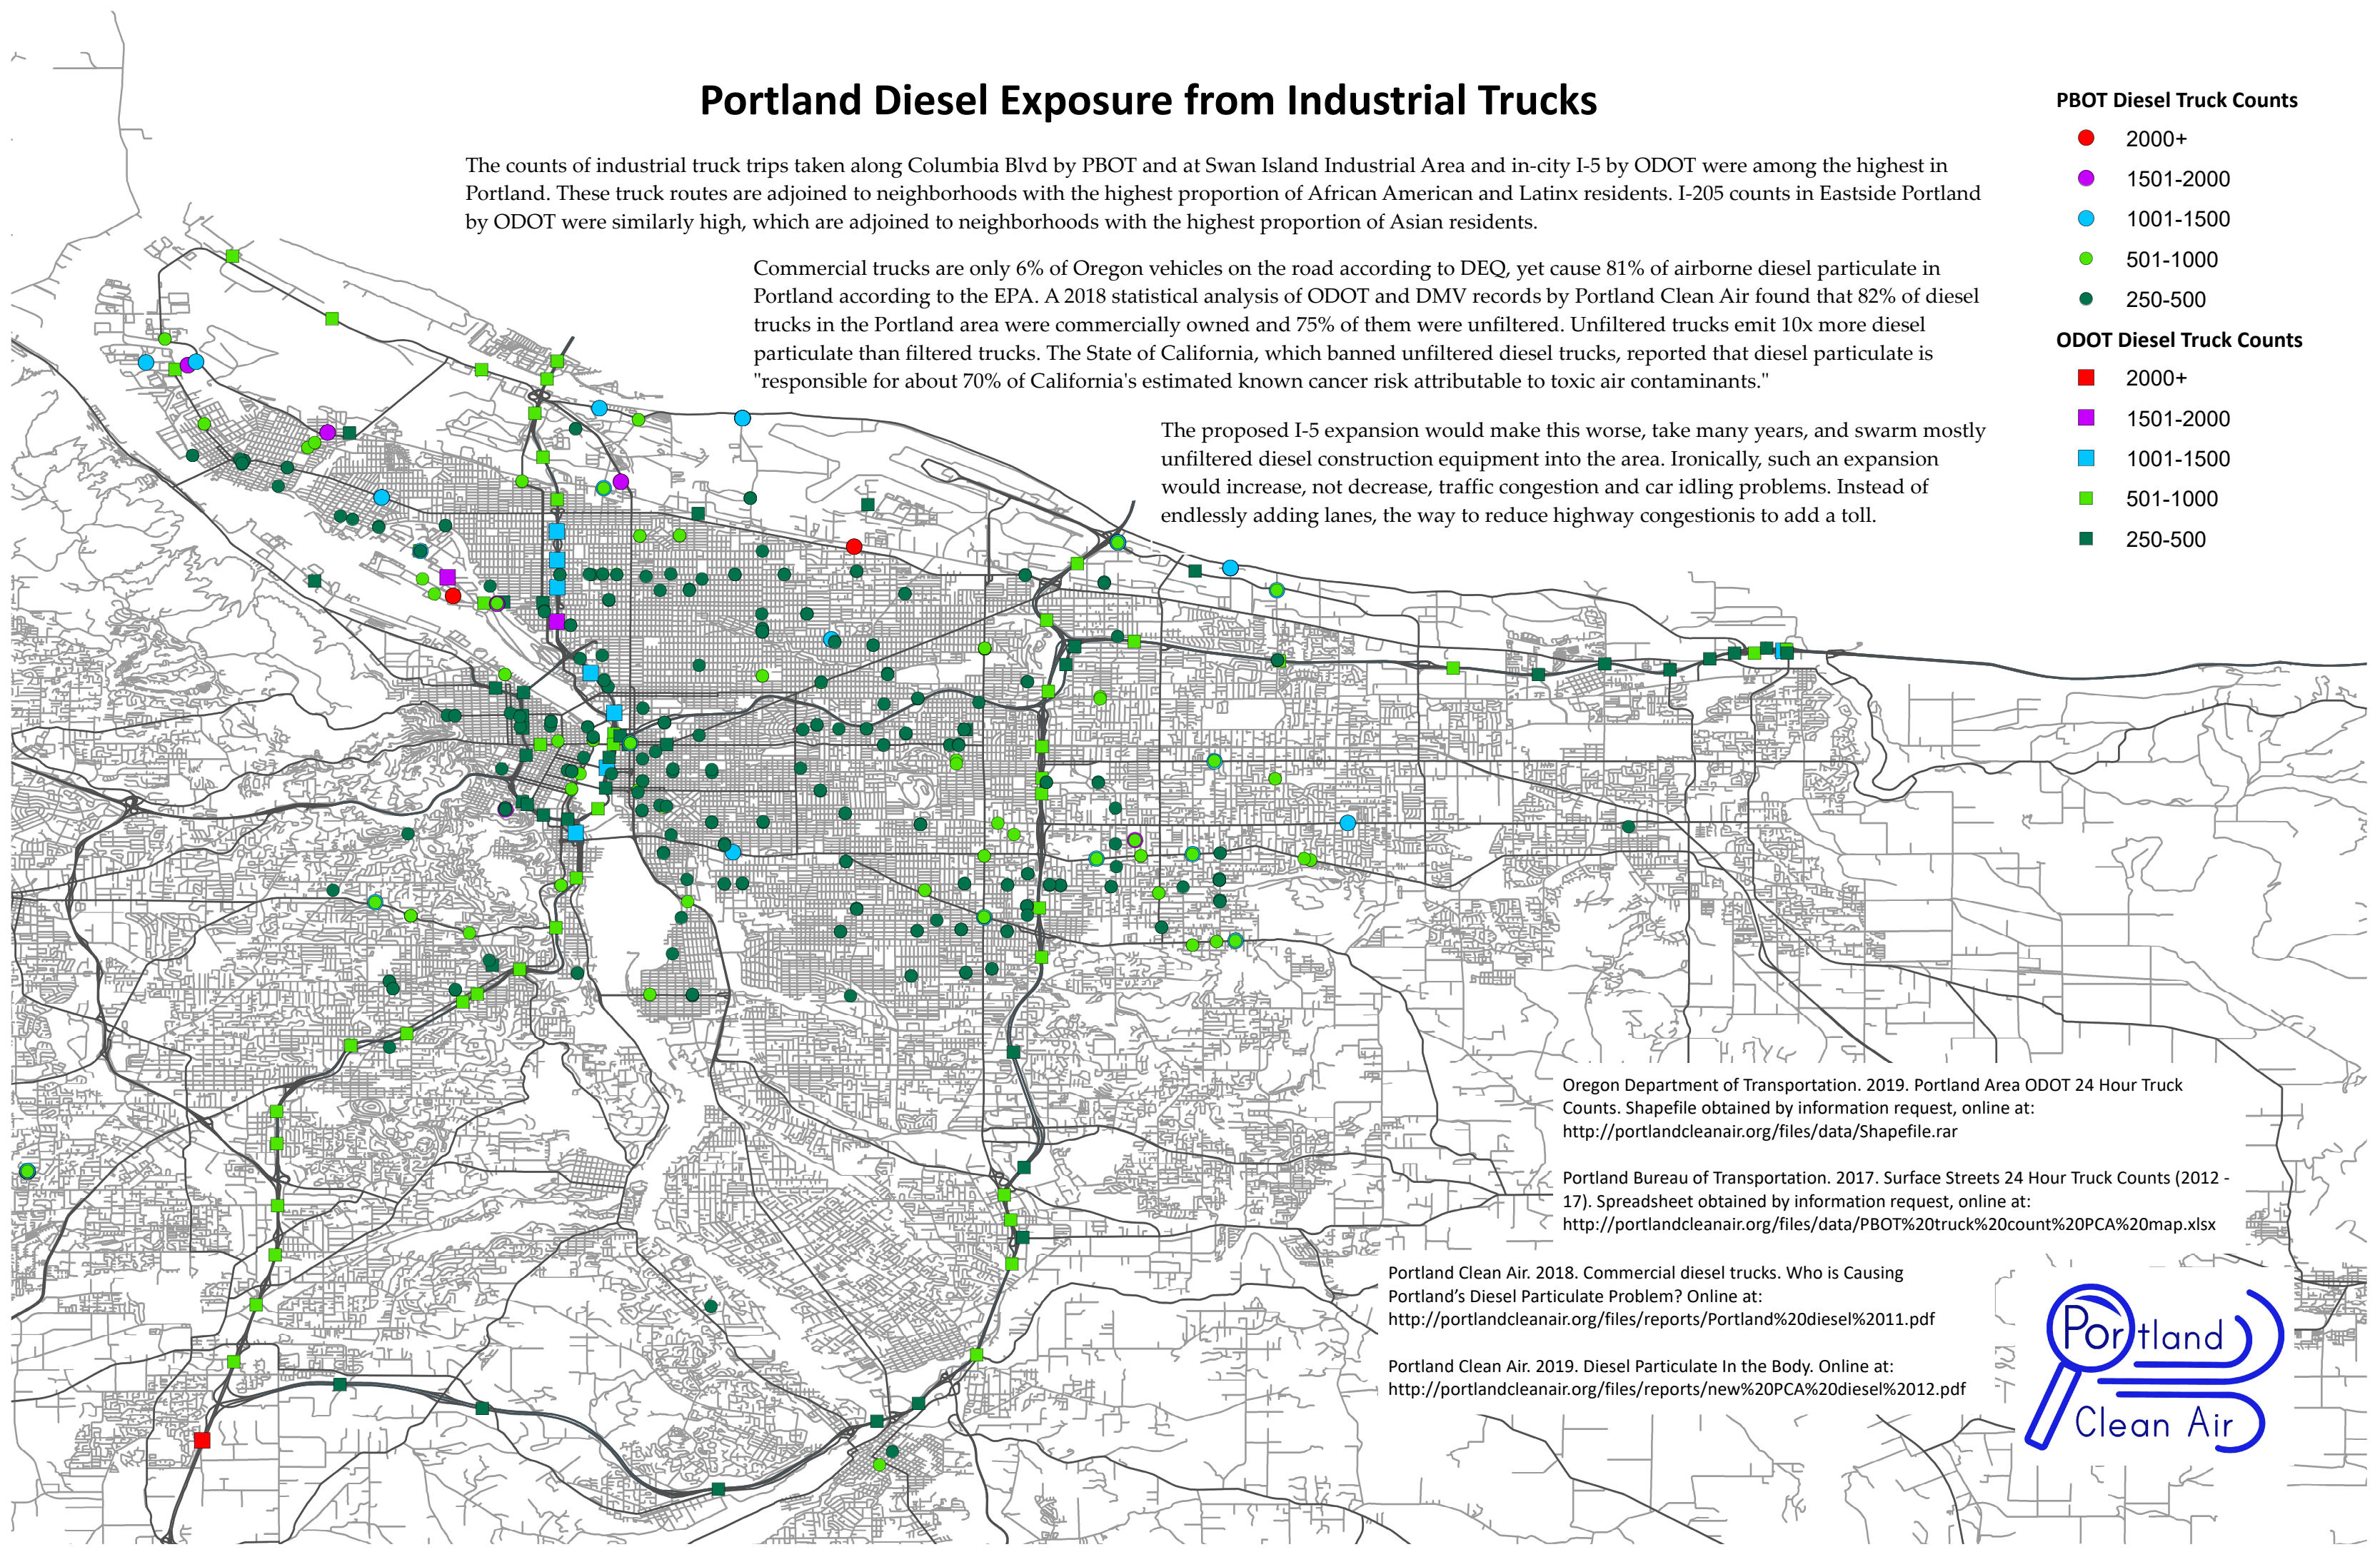 Portland Diesel Exposure from Industrial Trucks
The counts of industrial truck trips taken along Columbia Blvd by PBOT and at Swan Island Industrial Area and in-city I-5 by ODOT were among the highest in
Portland. These truck routes are adjoined to neighborhoods with the highest proportion of African American and Latinx residents. I-205 counts in Eastside Portland
by ODOT were similarly high, which are adjoined to neighborhoods with the highest proportion of Asian residents.
Commercial trucks are only 6% of Oregon vehicles on the road according to DEQ, yet cause 81% of airborne diesel particulate in
Portland according to the EPA. A 2018 statistical analysis of ODOT and DMV records by Portland Clean Air found that 82% of diesel
trucks in the Portland area were commercially owned and 75% of them were unfiltered. Unfiltered trucks emit 10x more diesel
particulate than filtered trucks. The State of California, which banned unfiltered diesel trucks, reported that diesel particulate is
"responsible for about 70% of California's estimated known cancer risk attributable to toxic air contaminants."
The proposed I-5 expansion would make this worse, take many years, and swarm mostly
unfiltered diesel construction equipment into the area. Ironically, such an expansion
would increase, not decrease, traffic congestion and car idling problems. Instead of
endlessly adding lanes, the way to reduce highway congestionis to add a toll.
PBOT Diesel Truck Counts
2000+
1501-2000
1001-1500
501-1000
250-500
ODOT Diesel Truck Counts
2000+
1501-2000
1001-1500
501-1000
250-500
Oregon Department of Transportation. 2019. Portland Area ODOT 24 Hour Truck
Counts. Shapefile obtained by information request, online at:
http://portlandcleanair.org/files/data/Shapefile.rar
Portland Bureau of Transportation. 2017. Surface Streets 24 Hour Truck Counts (2012 -
17). Spreadsheet obtained by information request, online at:
http://portlandcleanair.org/files/data/PBOT%20truck%20count%20PCA%20map.xlsx
Portland Clean Air. 2018. Commercial diesel trucks. Who is Causing
Portland’s Diesel Particulate Problem? Online at:
http://portlandcleanair.org/files/reports/Portland%20diesel%2011.pdf
Portland Clean Air. 2019. Diesel Particulate In the Body. Online at:
http://portlandcleanair.org/files/reports/new%20PCA%20diesel%2012.pdf
Portland
Clean Air